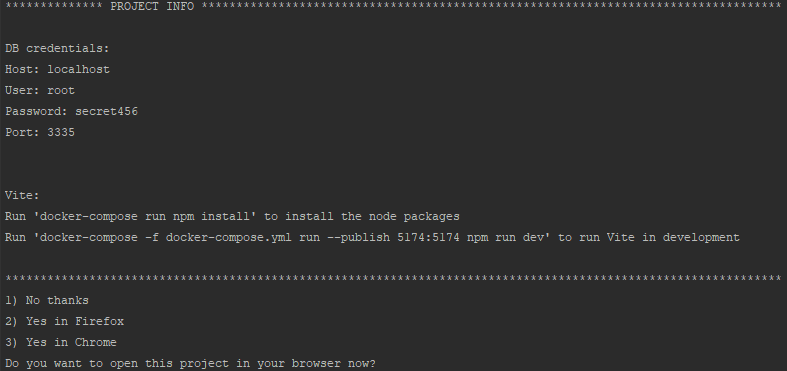 ************** PROJECT INFO ***********************************************************************************
DB credentials:
Host: localhost
User: root
Password: secret456
Port: 3335
Vite:
Run 'docker-compose run npm install' to install the node packages
Run 'docker-compose -f docker-compose.yml run --publish 5174:5174 npm run dev' to run Vite in development
***************************************************************************************************************
1) No thanks
2) Yes in Firefox
3) Yes in Chrome
Do you want to open this project in your browser now?